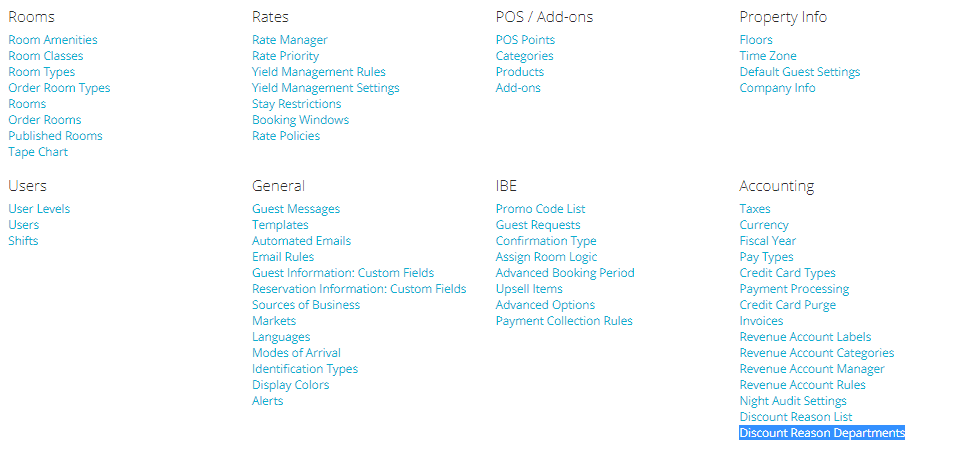 Rooms
Room Amenities
Room Classes
Room Types
Order Room Types
Rooms
Order Rooms
Published Rooms
Tape Chart
Rates
Rate Manager
Rate Priority
Yield Management Rules
Yield Management Settings
Stay Restrictions
Booking Windows
Rate Policies
POS / Add-ons
POS Points
Categories
Products
Add-ons
Property Info
Floors
Time Zone
Default Guest Settings
Company Info
Users
User Levels
Users
Shifts
General
Guest Messages
Templates
Automated Emails
Email Rules
Guest Information: Custom Fields
Reservation Information: Custom Fields
Sources of Business
Markets
Languages
Modes of Arrival
Identification Types
Display Colors
Alerts
IBE
Promo Code List
Guest Requests
Confirmation Type
Assign Room Logic
Advanced Booking Period
Upsell Items
Advanced Options
Payment Collection Rules
Accounting
Taxes
Currency
Fiscal Year
Pay Types
Credit Card Types
Payment Processing
Credit Card Purge
Invoices
Revenue Account Labels
Revenue Account Categories
Revenue Account Manager
Revenue Account Rules
Night Audit Settings
Discount Reason List
Discount Reason Departments